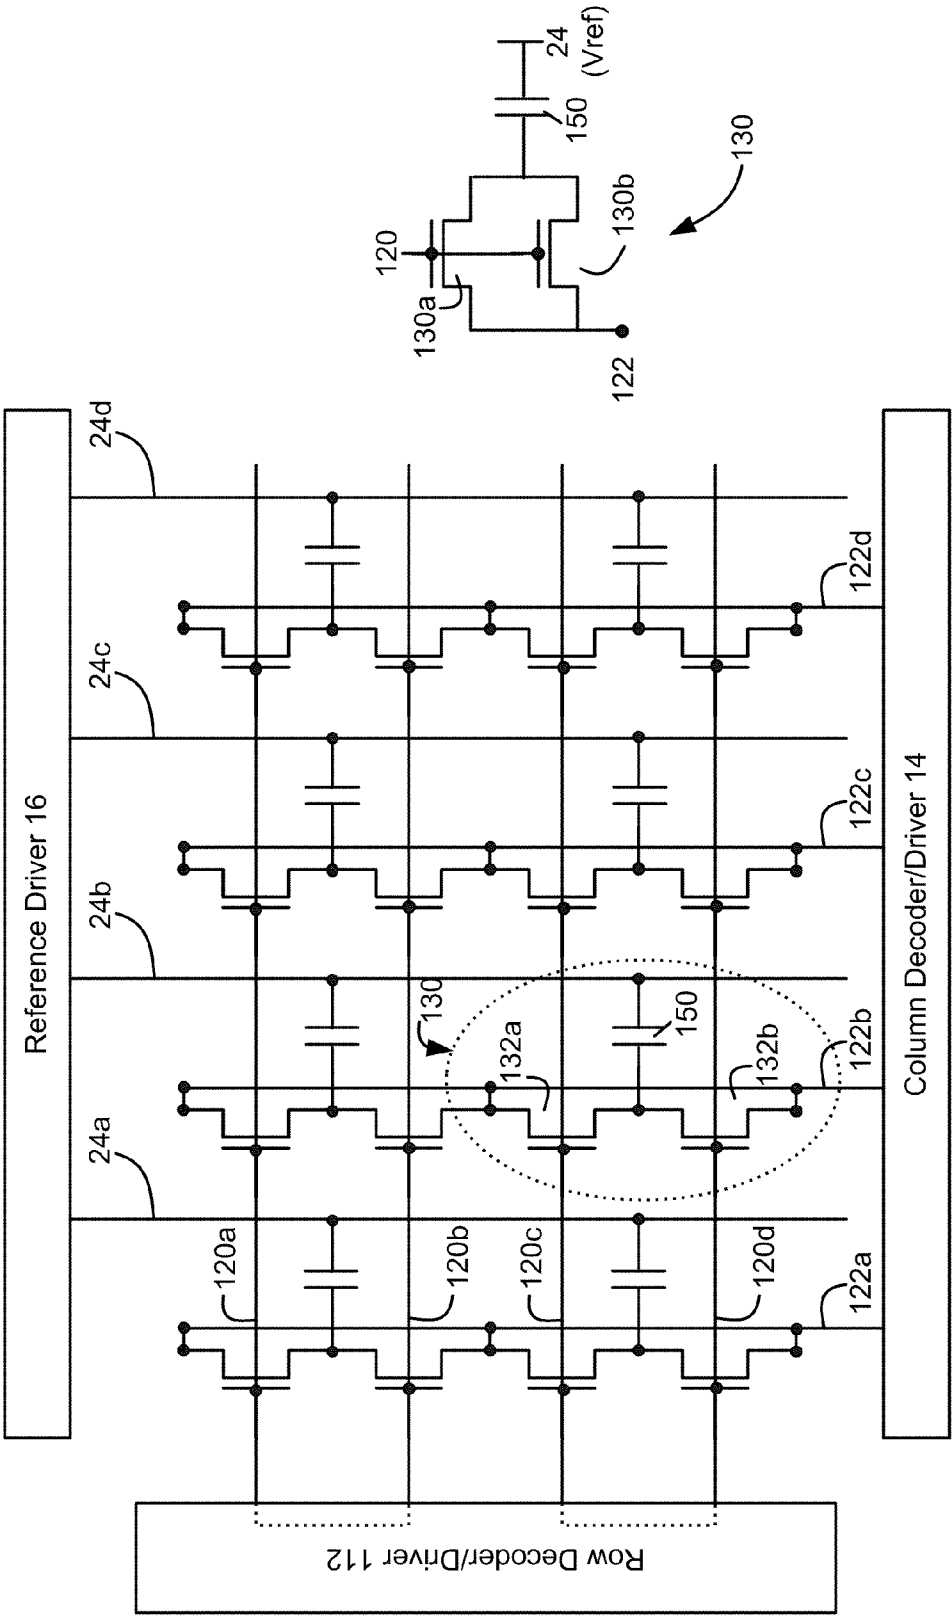 Reference Driver 16
24a
24b
24c
24d
120a
120b
120c
120d
130
132a
150
132b
122a
122b
122c
122d
Column Decoder/Driver 14
Row Decoder/Driver 112
120
130a
130b
122
150
24
(Vref)
130